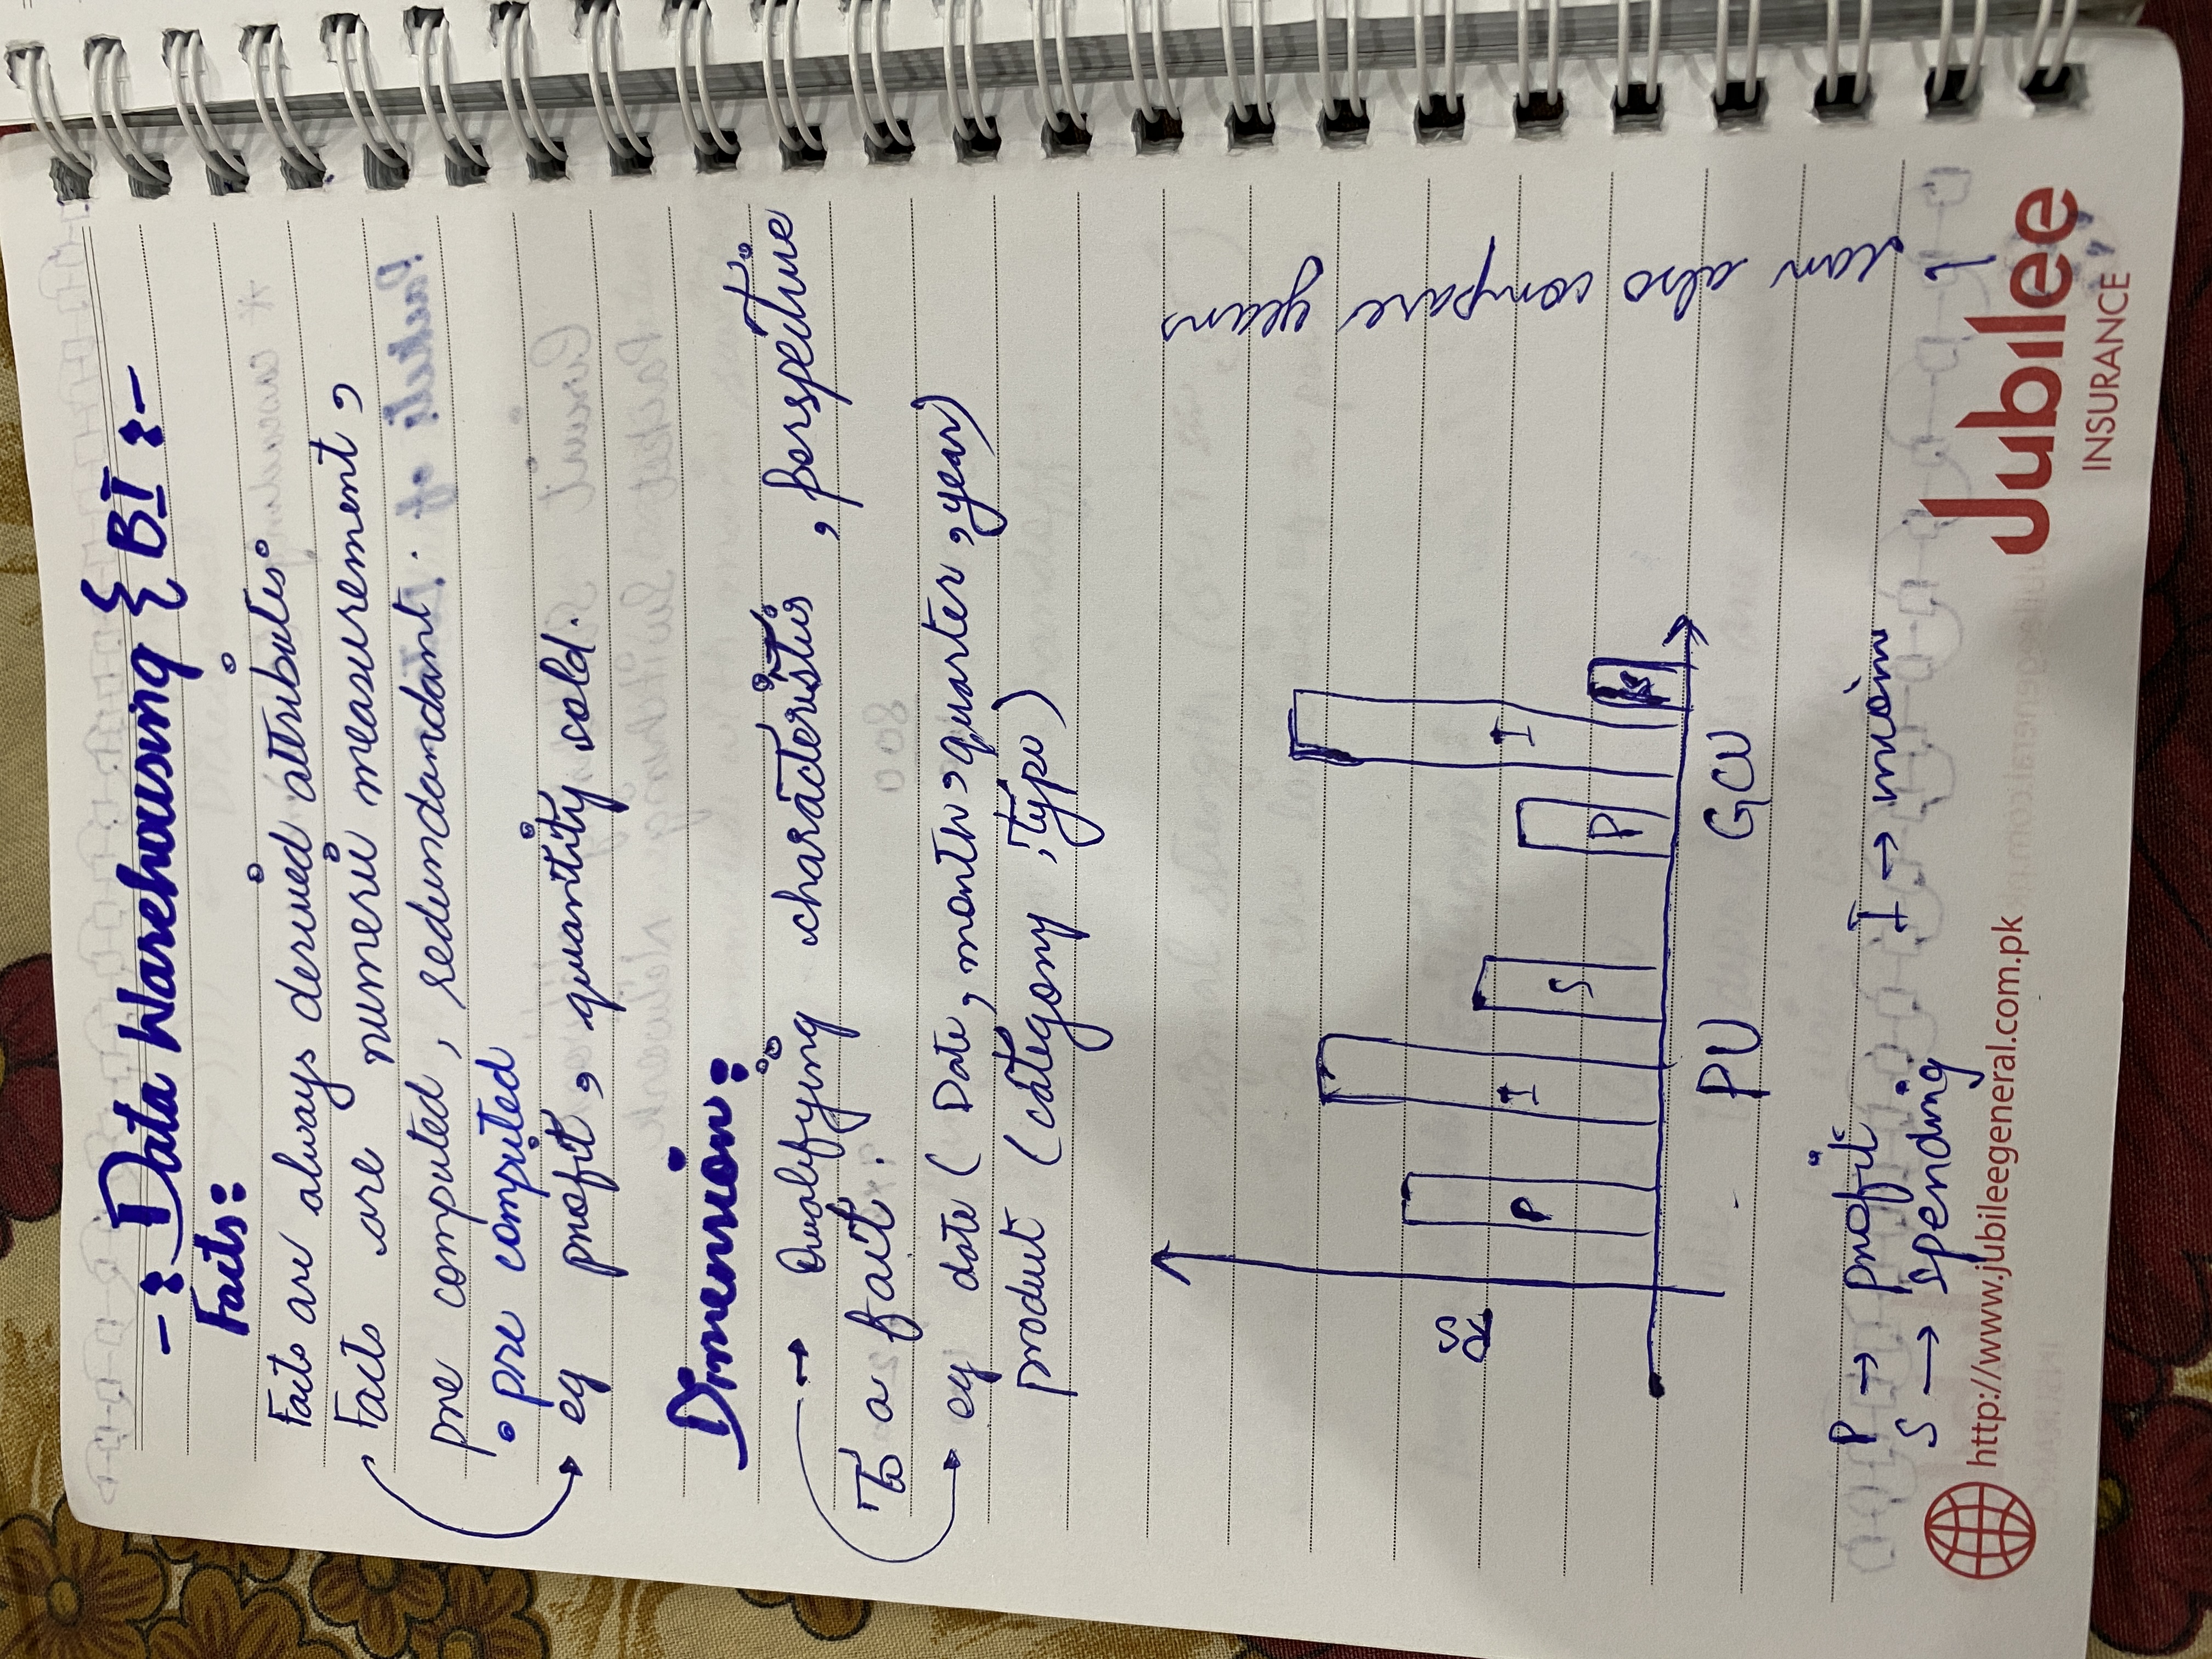 -: Data Warehousing & BI :-
Facts:
Facts are always derived attributes.
Facts are numeric measurement,
pre computed, redundandant.
• pre computed
eg profit, quantity sold.
Dimension:
→ Qualifying characteristics, perspective
To a fact.
eg date ( Date, month, quarter, year)
product (category, type)
RS
P I S P I
PU GCU
P → profit I → incom
S → spending
→ can also compare years
http://www.jubileegeneral.com.pk
Jubilee
INSURANCE